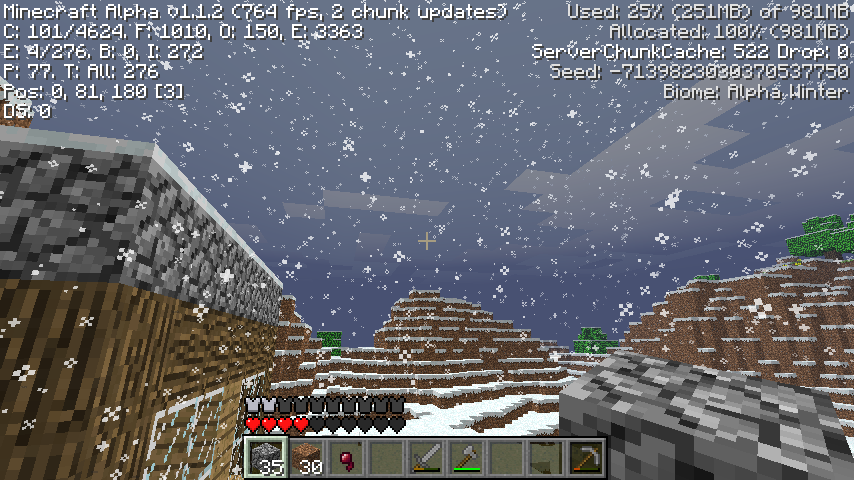 Minecraft Alpha v1.1.2 (764 fps, 2 chunk updates)
C: 101/4624, F: 1010, O: 150, E: 3363
E: 4/276, B: 0, I: 272
P: 77, T: All: 276
Pos: 0, 81, 180 [3]
DS: 0
Used: 25% (251MB) of 981MB
Allocated: 100% (981MB)
ServerChunkCache: 522 Drop: 0
Seed: -7139823030370537750
Biome: Alpha Winter
35
30